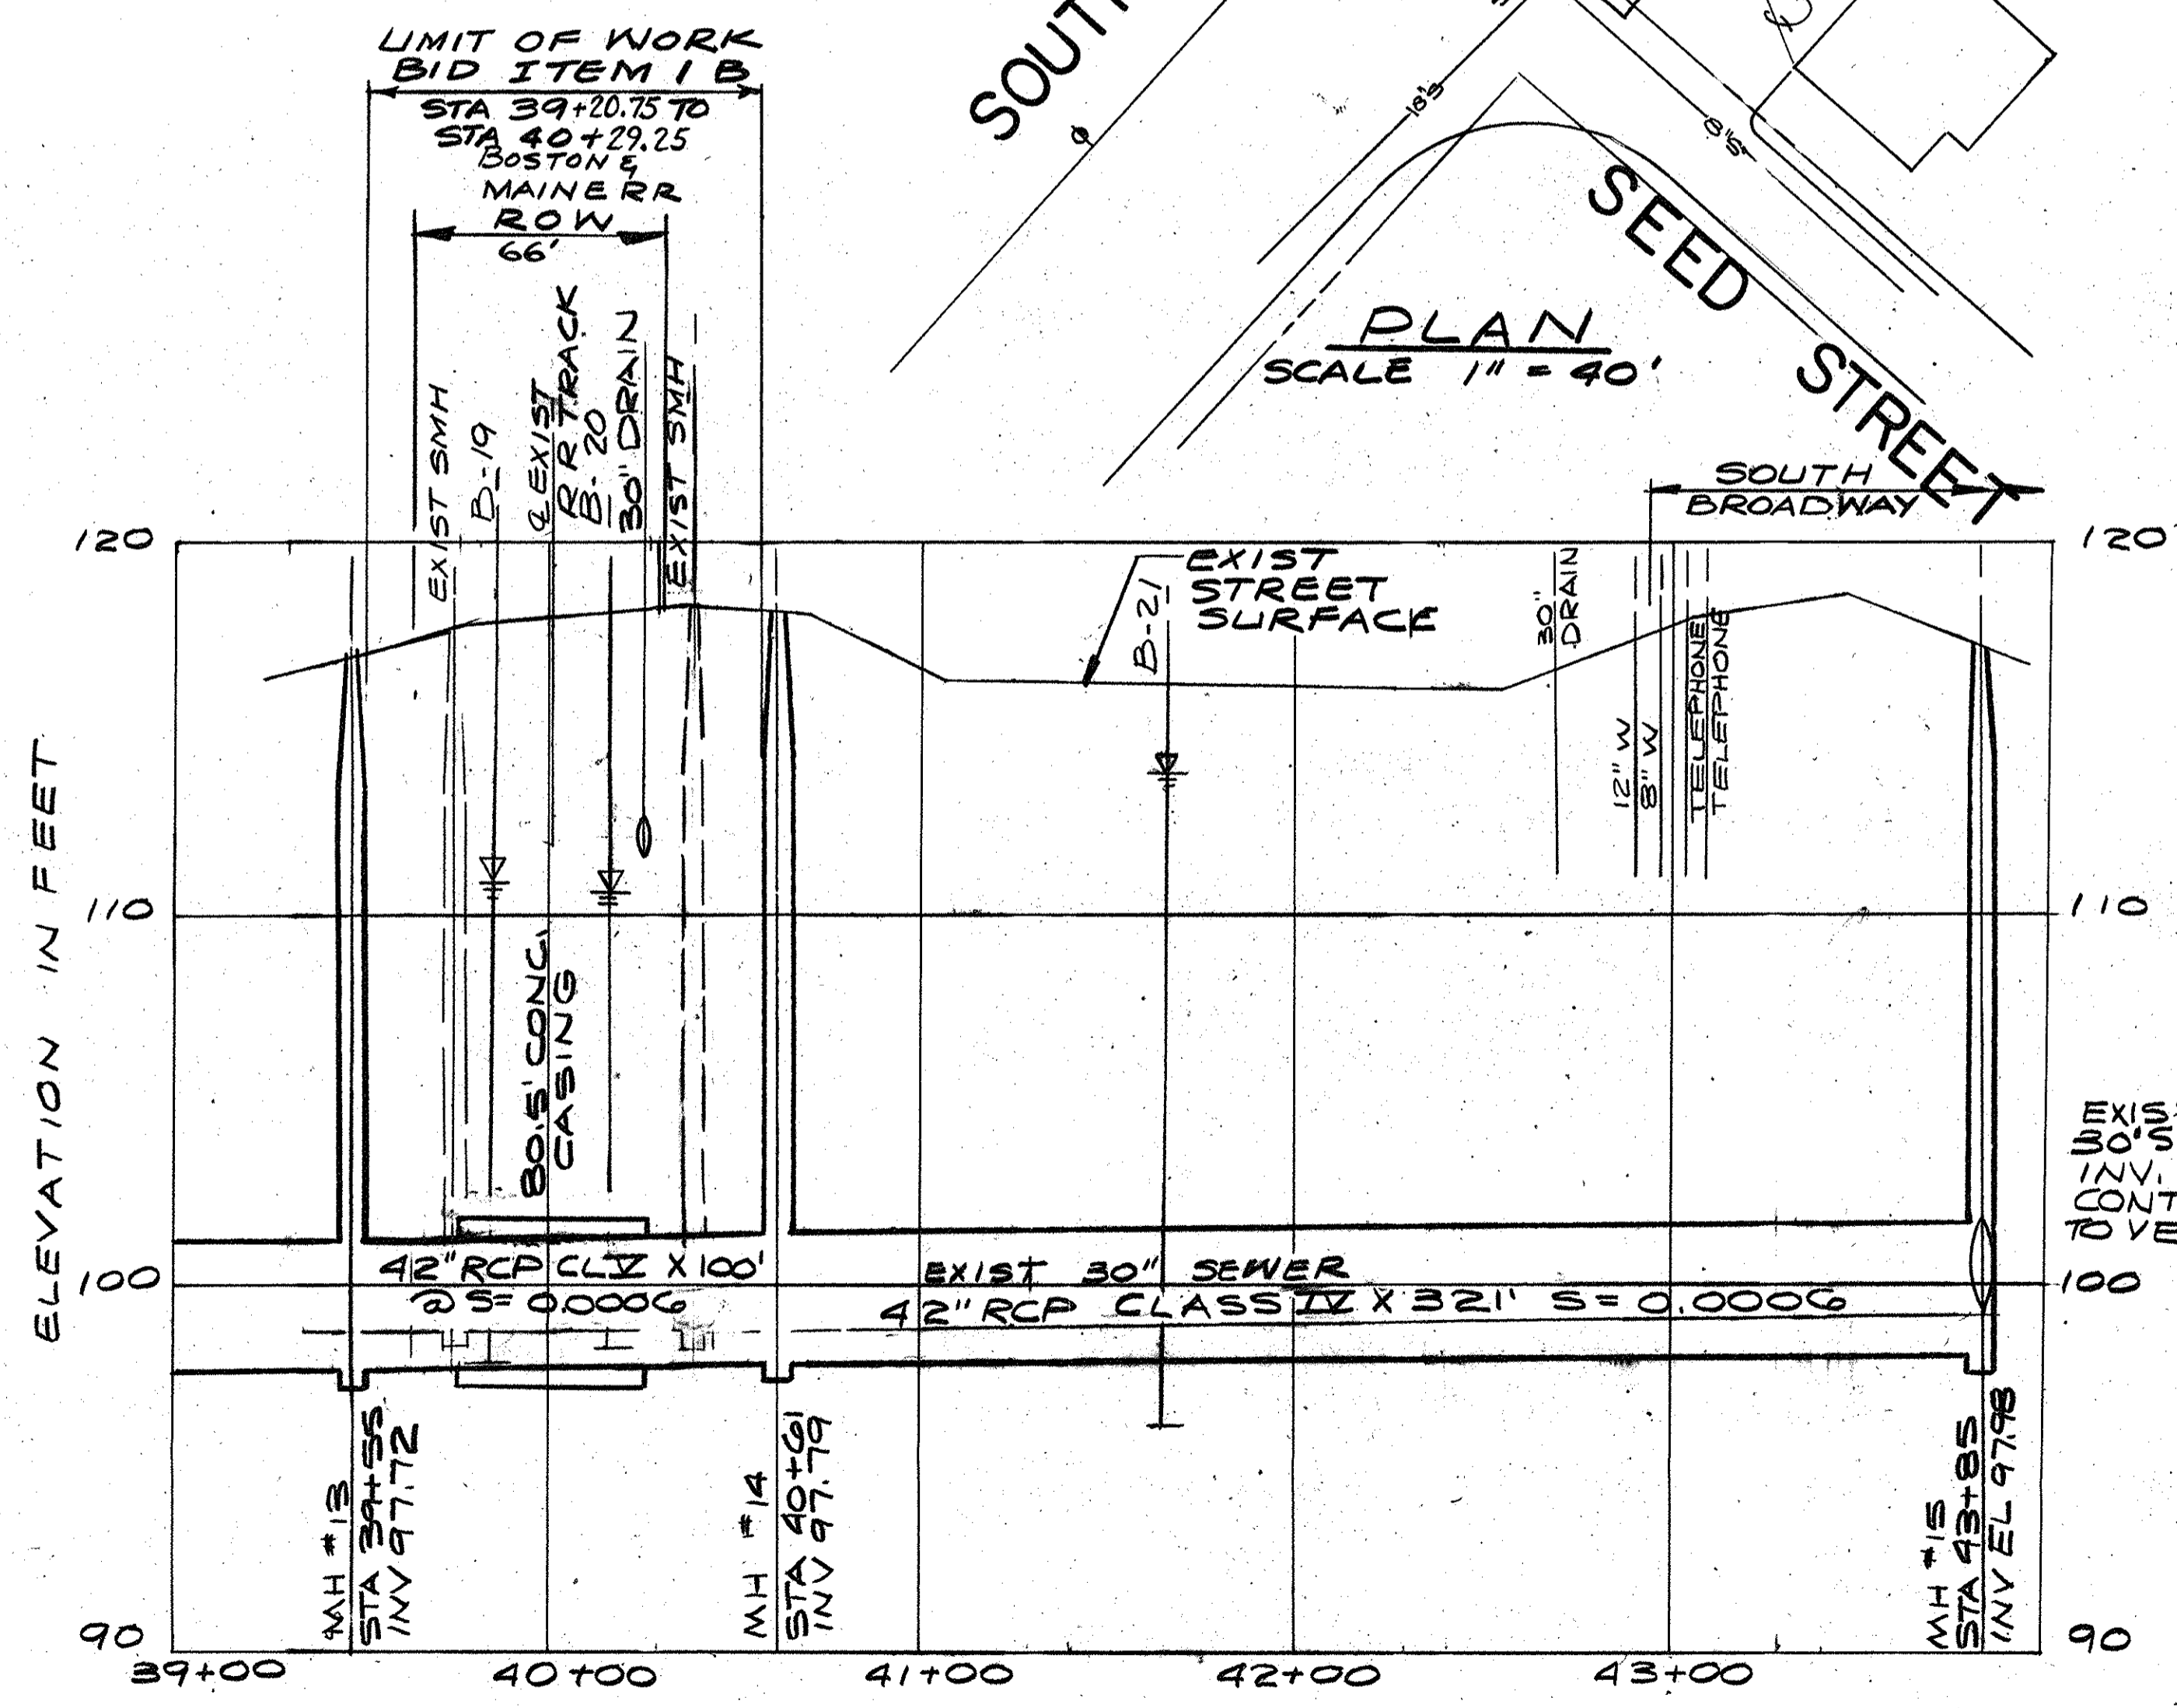 LIMIT OF WORK
BID ITEM 1 B
STA 39+20.75 TO
STA 40+29.25
BOSTON &
MAINE RR
ROW
66'
EXIST SMH
B-19
℄ EXIST
R R TRACK
B-20
30" DRAIN
EXIST SMH
18"S
8"S
SEED STREET
PLAN
SCALE 1" = 40'
SOUTH
BROADWAY
120
120
EXIST
STREET
SURFACE
B-21
30"
DRAIN
12" W
8" W
TELEPHONE
TELEPHONE
ELEVATION IN FEET
110
110
80.5' CONC.
CASING
30"S
INV.
100
100
42" RCP CL V X 100'
@ S= 0.0006
EXIST 30" SEWER
42" RCP CLASS IV X 321' S= 0.0006
MH #13
STA 39+55
INV 97.72
MH #14
STA 40+61
INV 97.79
MH #15
STA 43+85
INV EL 97.98
90
90
39+00
40+00
41+00
42+00
43+00